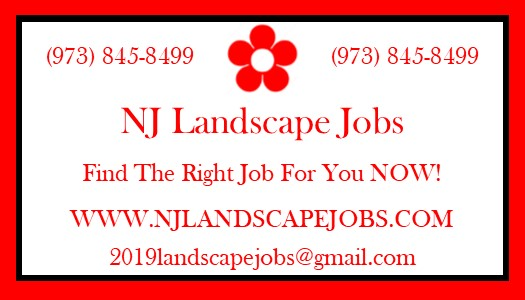 (973) 845-8499 (973) 845-8499
NJ Landscape Jobs
Find The Right Job For You NOW!
WWW.NJLANDSCAPEJOBS.COM
2019landscapejobs@gmail.com